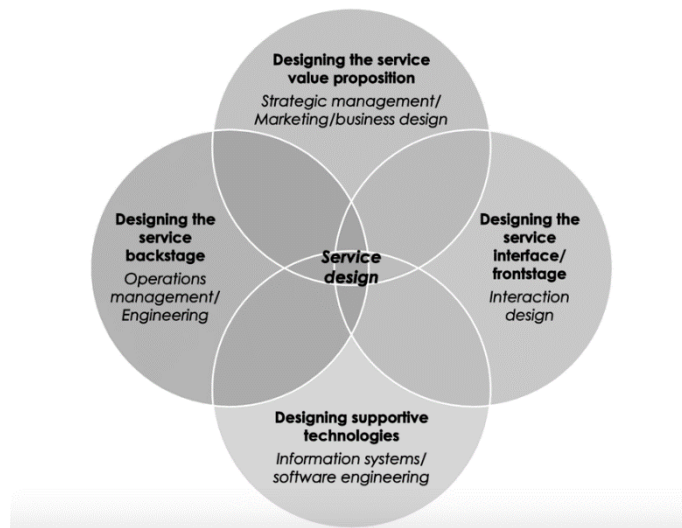 Designing the service
value proposition
Strategic management/
Marketing/business design
Designing the
service
backstage
Operations
management/
Engineering
Service
design
Designing the
service
interface/
frontstage
Interaction
design
Designing supportive
technologies
Information systems/
software engineering